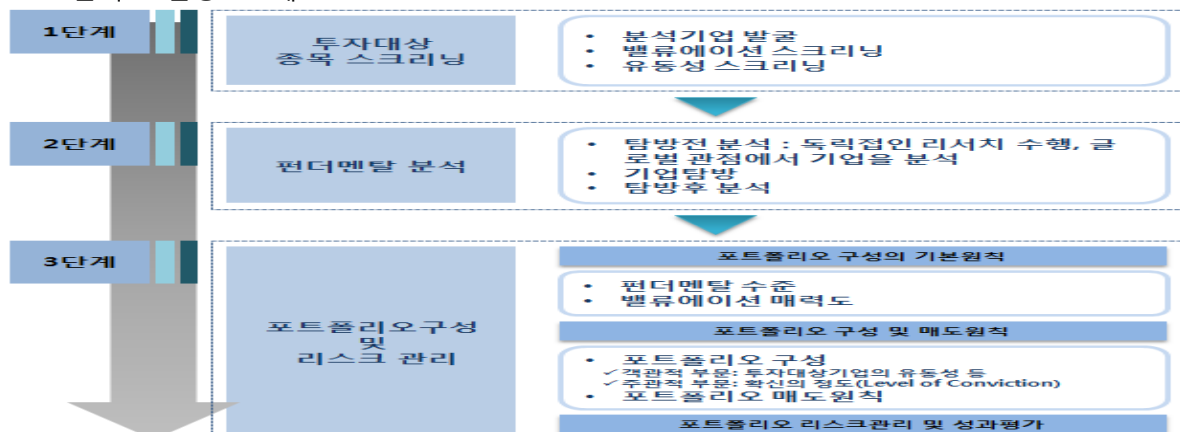 1단계
투자대상
종목 스크리닝
• 분석기업 발굴
• 밸류에이션 스크리닝
• 유동성 스크리닝
2단계
펀더멘탈 분석
• 탐방전 분석 : 독립접인 리서치 수행, 글
로벌 관점에서 기업을 분석
• 기업탐방
• 탐방후 분석
3단계
포트폴리오구성
및
리스크 관리
포트폴리오 구성의 기본원칙
• 펀더멘탈 수준
• 밸류에이션 매력도
포트폴리오 구성 및 매도원칙
• 포트폴리오 구성
✓객관적 부문: 투자대상기업의 유동성 등
✓주관적 부문: 확신의 정도(Level of Conviction)
• 포트폴리오 매도원칙
포트폴리오 리스크관리 및 성과평가